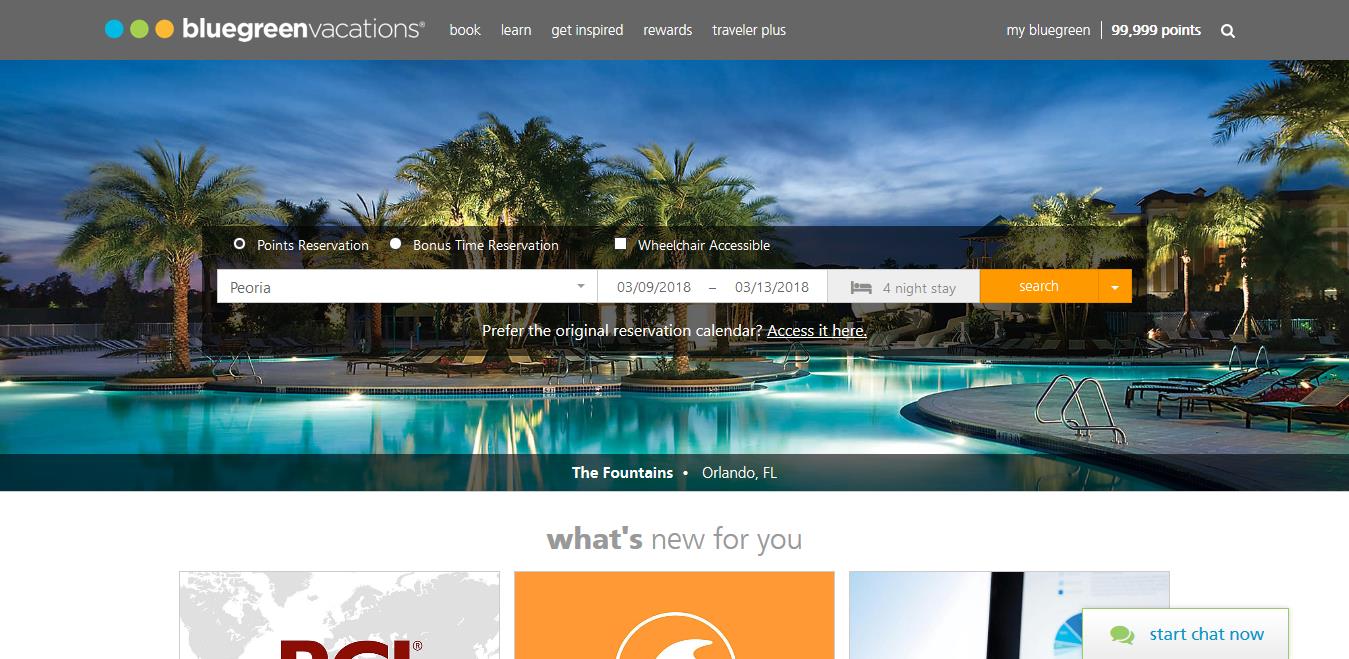 bluegreenvacations® book learn get inspired rewards traveler plus my bluegreen 99,999 points
Points Reservation Bonus Time Reservation Wheelchair Accessible
Peoria 03/09/2018 – 03/13/2018 4 night stay search
Prefer the original reservation calendar? Access it here.
The Fountains • Orlando, FL
what's new for you
RCI®
start chat now